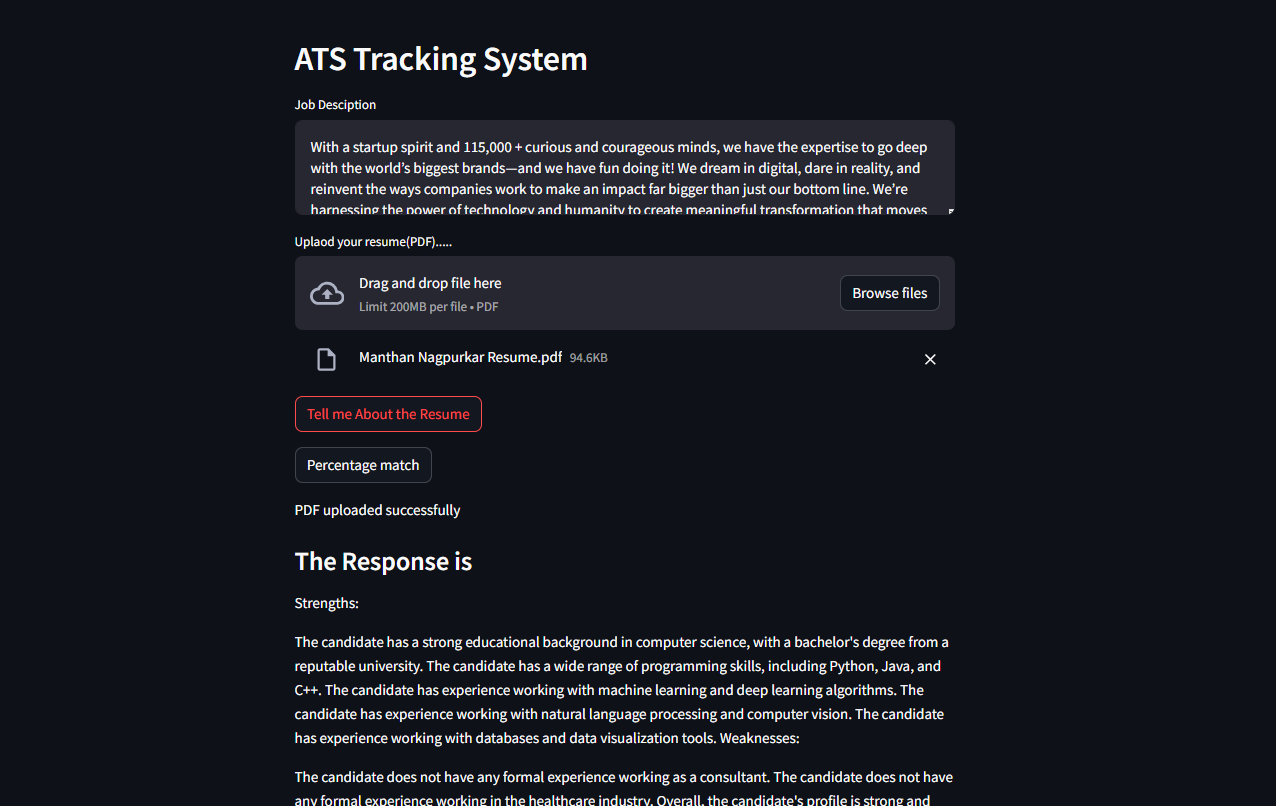 ATS Tracking System
Job Desciption
With a startup spirit and 115,000 + curious and courageous minds, we have the expertise to go deep
with the world’s biggest brands—and we have fun doing it! We dream in digital, dare in reality, and
reinvent the ways companies work to make an impact far bigger than just our bottom line. We’re
harnessing the power of technology and humanity to create meaningful transformation that moves
Uplaod your resume(PDF).....
Drag and drop file here
Limit 200MB per file • PDF
Browse files
Manthan Nagpurkar Resume.pdf 94.6KB
Tell me About the Resume
Percentage match
PDF uploaded successfully
The Response is
Strengths:
The candidate has a strong educational background in computer science, with a bachelor's degree from a
reputable university. The candidate has a wide range of programming skills, including Python, Java, and
C++. The candidate has experience working with machine learning and deep learning algorithms. The
candidate has experience working with natural language processing and computer vision. The candidate
has experience working with databases and data visualization tools. Weaknesses:
The candidate does not have any formal experience working as a consultant. The candidate does not have
any formal experience working in the healthcare industry. Overall, the candidate's profile is strong and